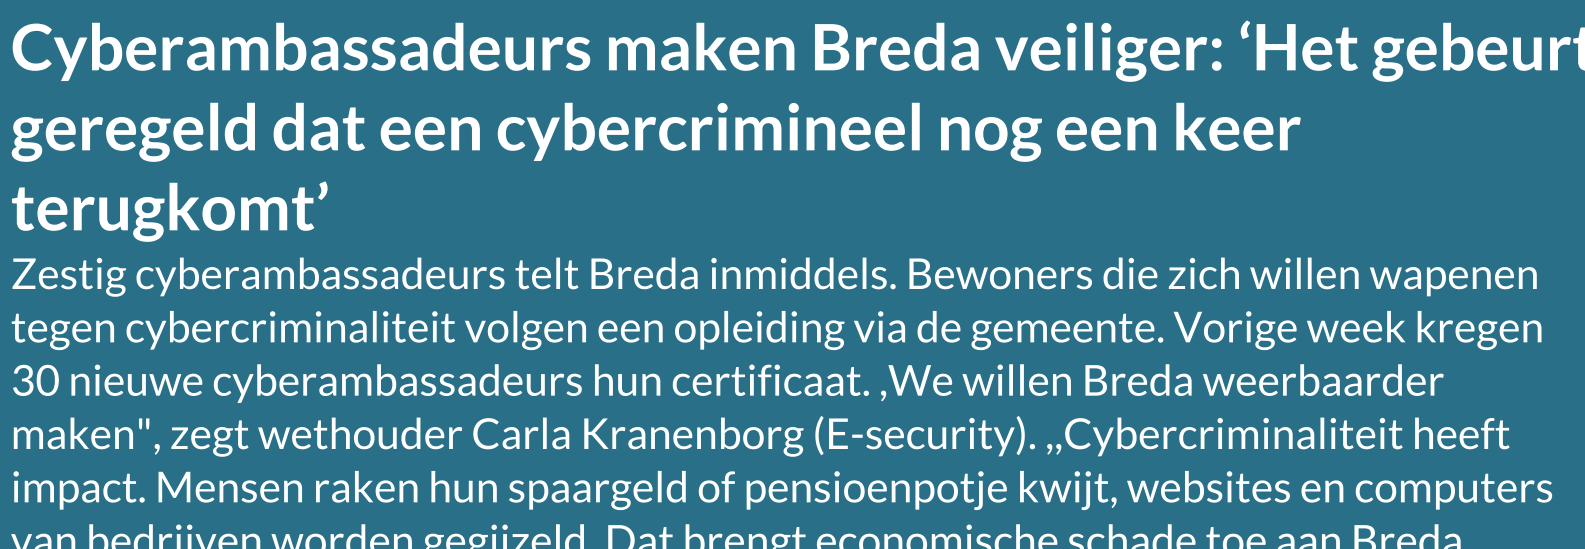 Cyberambassadeurs maken Breda veiliger: ‘Het gebeurt
geregeld dat een cybercrimineel nog een keer
terugkomt’
Zestig cyberambassadeurs telt Breda inmiddels. Bewoners die zich willen wapenen
tegen cybercriminaliteit volgen een opleiding via de gemeente. Vorige week kregen
30 nieuwe cyberambassadeurs hun certificaat. ,We willen Breda weerbaarder
maken", zegt wethouder Carla Kranenborg (E-security). ,,Cybercriminaliteit heeft
impact. Mensen raken hun spaargeld of pensioenpotje kwijt, websites en computers
van bedrijven worden gegijzeld. Dat brengt economische schade toe aan Breda